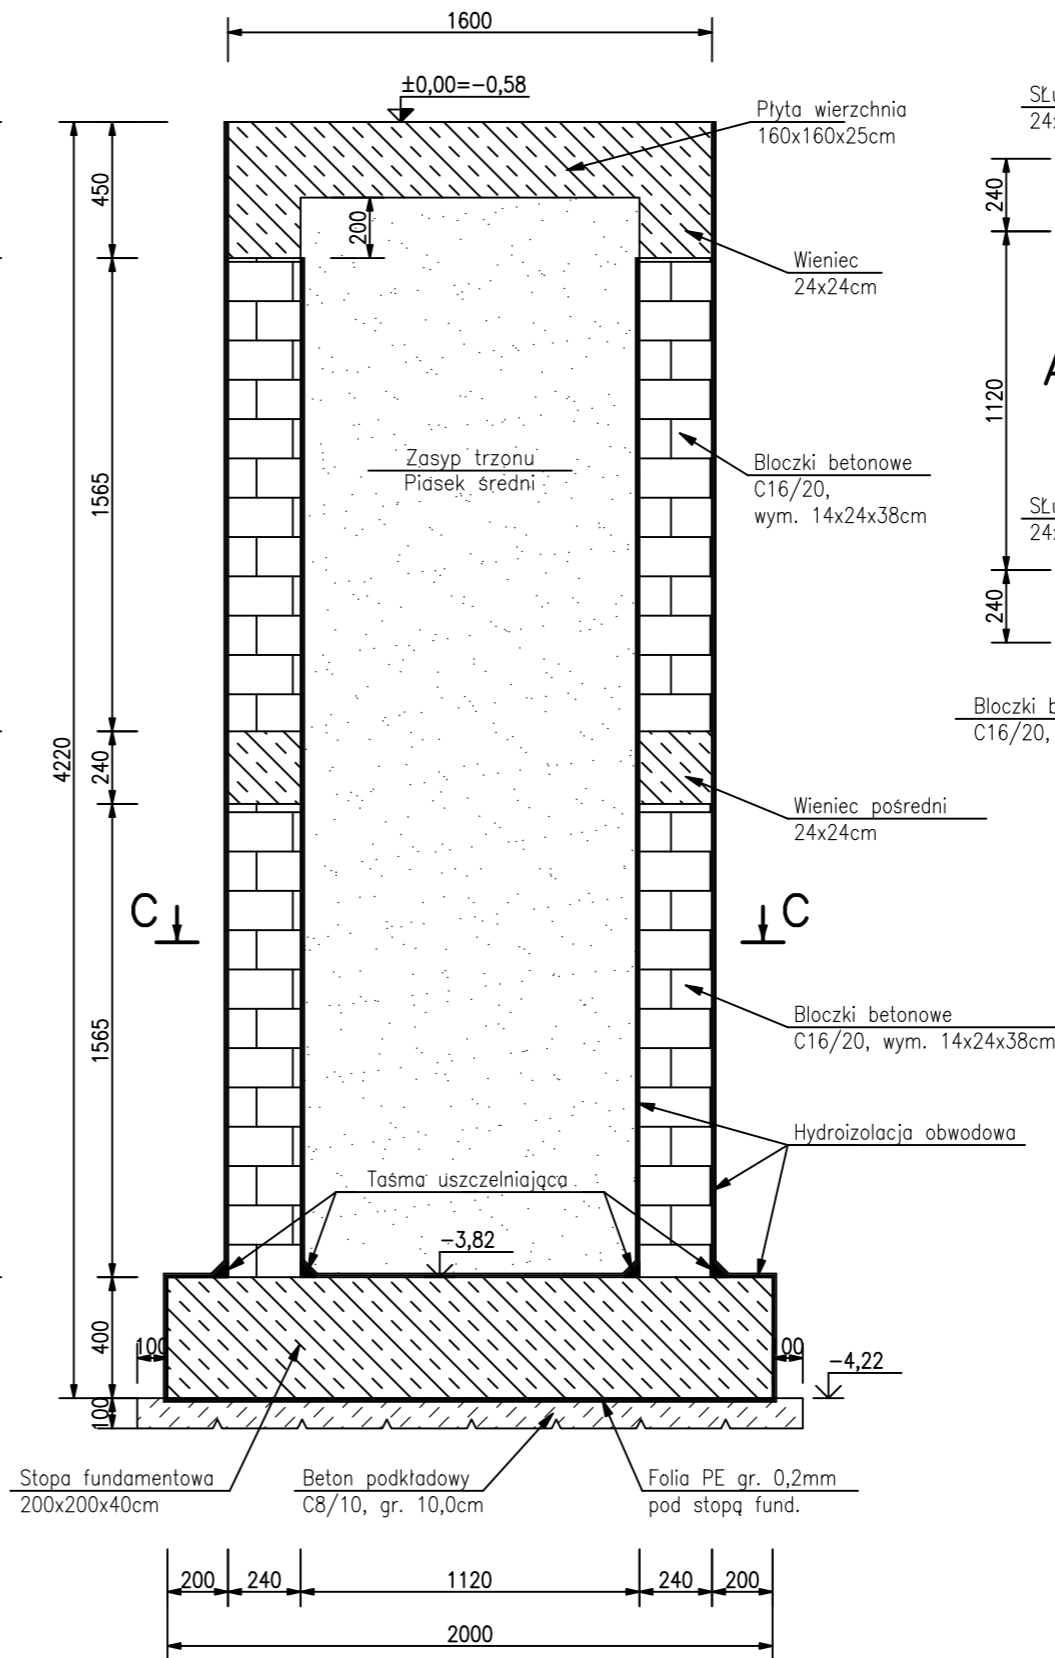 1600
±0,00=-0,58
Płyta wierzchnia
160x160x25cm
450
200
Wieniec
24x24cm
240
1120
240
Zasyp trzonu
Piasek średni
Bloczki betonowe
C16/20,
wym. 14x24x38cm
1565
4220
240
Wieniec pośredni
24x24cm
C16/20,
C
C
1565
Bloczki betonowe
C16/20, wym. 14x24x38cm
Hydroizolacja obwodowa
Taśma uszczelniająca
-3,82
400
100
00
-4,22
100
Stopa fundamentowa
200x200x40cm
Beton podkładowy
C8/10, gr. 10,0cm
Folia PE gr. 0,2mm
pod stopą fund.
200 240 1120 240 200
2000